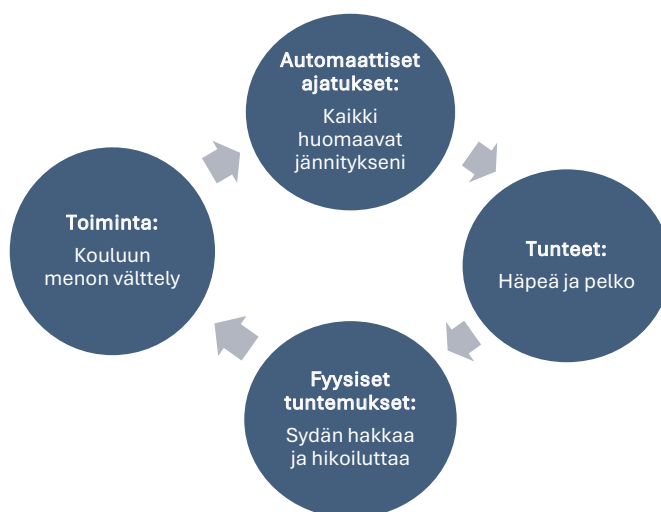 Automaattiset
ajatukset:
Kaikki
huomaavat
jännitykseni
Tunteet:
Häpeä ja pelko
Fyysiset
tuntemukset:
Sydän hakkaa
ja hikoiluttaa
Toiminta:
Kouluun
menon välttely